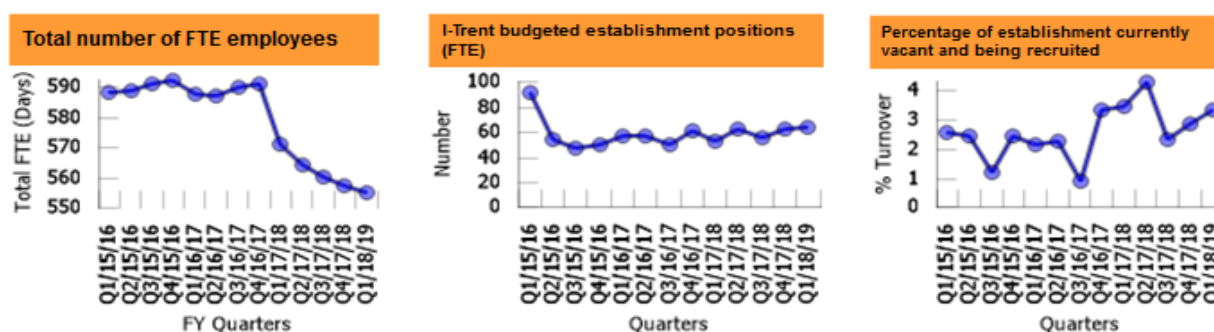 Total number of FTE employees
Total FTE (Days)
590
580
570
560
550
Q1/15/16
Q2/15/16
Q3/15/16
Q4/15/16
Q1/16/17
Q2/16/17
Q3/16/17
Q4/16/17
Q1/17/18
Q2/17/18
Q3/17/18
Q4/17/18
Q1/18/19
FY Quarters
I-Trent budgeted establishment positions
(FTE)
Number
100
80
60
40
20
0
Q1/15/16
Q2/15/16
Q3/15/16
Q4/15/16
Q1/16/17
Q2/16/17
Q3/16/17
Q4/16/17
Q1/17/18
Q2/17/18
Q3/17/18
Q4/17/18
Q1/18/19
Quarters
Percentage of establishment currently
vacant and being recruited
% Turnover
4
3
2
1
0
Q1/15/16
Q2/15/16
Q3/15/16
Q4/15/16
Q1/16/17
Q2/16/17
Q3/16/17
Q4/16/17
Q1/17/18
Q2/17/18
Q3/17/18
Q4/17/18
Q1/18/19
Quarters